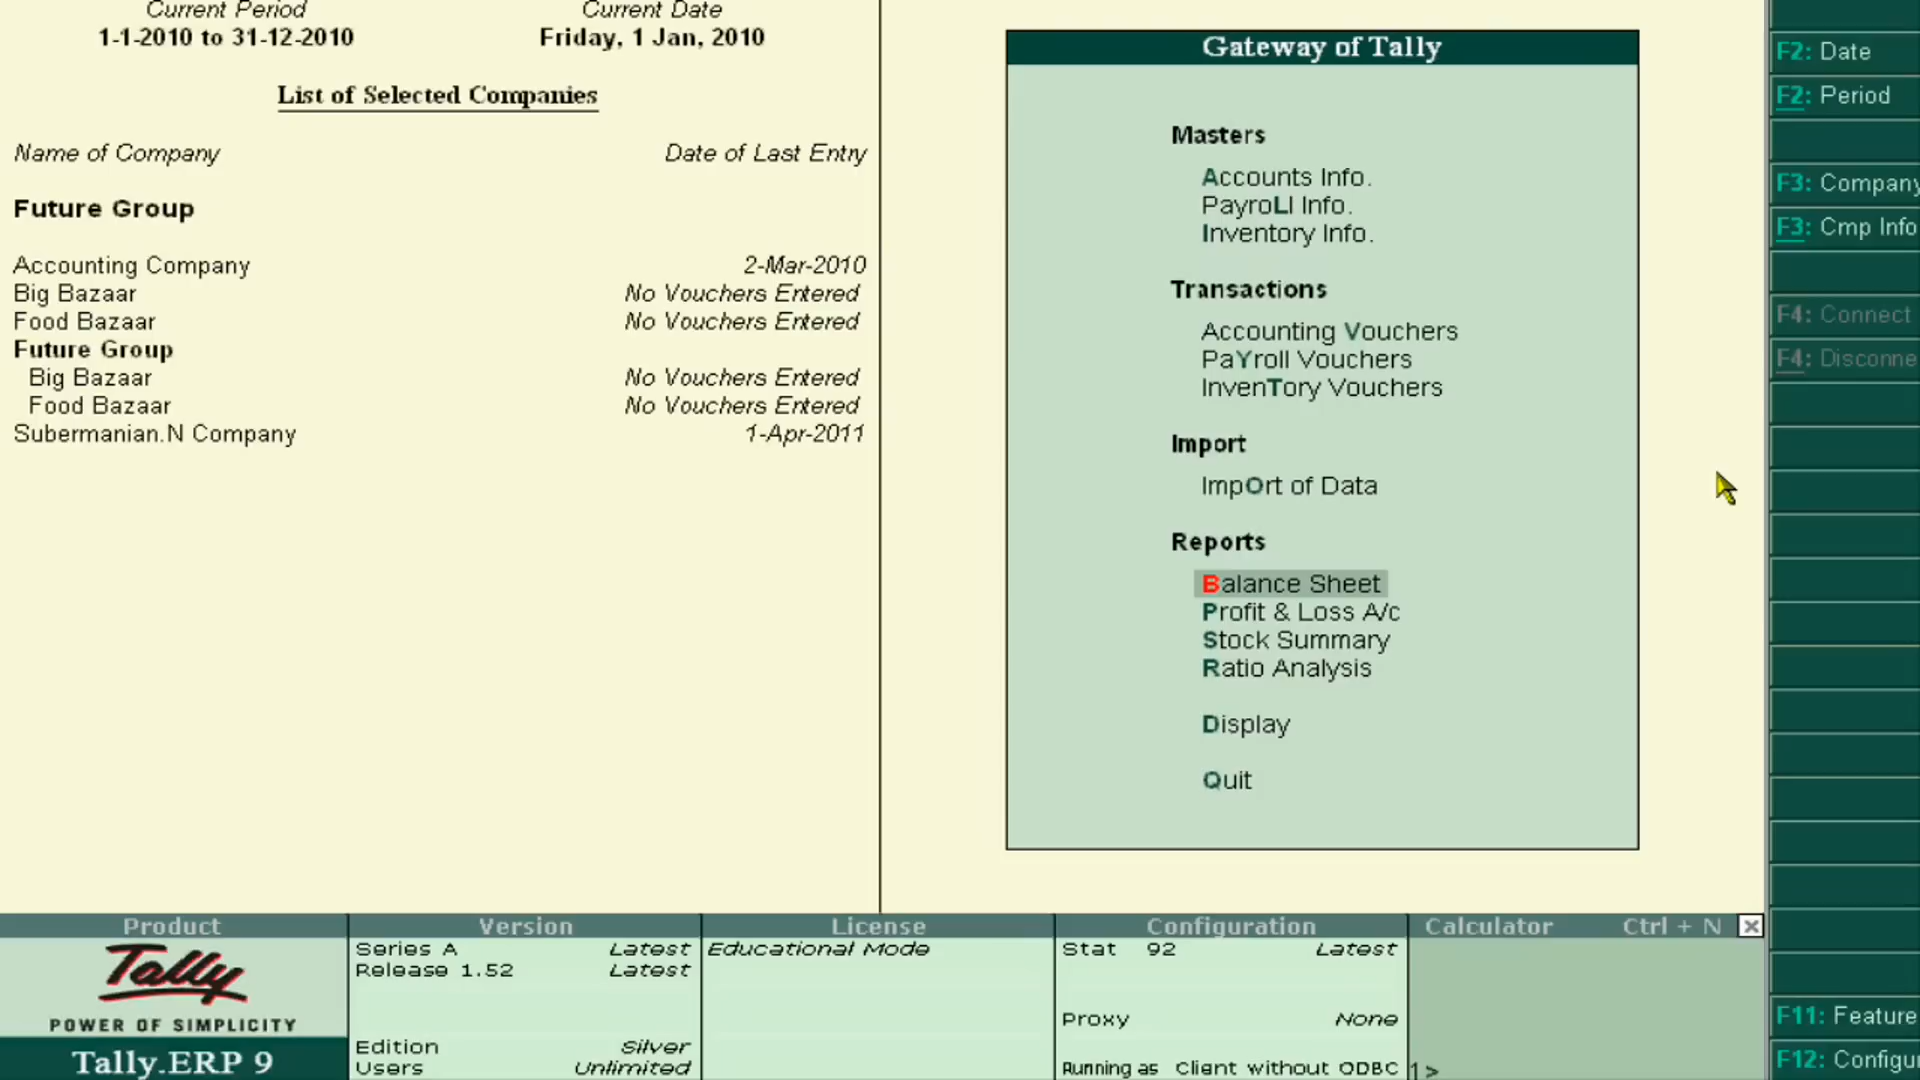 Current Period Current Date
1-1-2010 to 31-12-2010 Friday, 1 Jan, 2010
List of Selected Companies
Name of Company Date of Last Entry
Future Group
Accounting Company 2-Mar-2010
Big Bazaar No Vouchers Entered
Food Bazaar No Vouchers Entered
Future Group
Big Bazaar No Vouchers Entered
Food Bazaar No Vouchers Entered
Subermanian.N Company 1-Apr-2011
Gateway of Tally
Masters
Accounts Info.
PayroLl Info.
Inventory Info.
Transactions
Accounting Vouchers
PaYroll Vouchers
InvenTory Vouchers
Import
ImpOrt of Data
Reports
Balance Sheet
Profit & Loss A/c
Stock Summary
Ratio Analysis
Display
Quit
F2: Date
F2: Period
F3: Company
F3: Cmp Info
F4: Connect
F4: Disconne
F11: Feature
F12: Configu
Product
Tally
POWER OF SIMPLICITY
Tally.ERP 9
Version
Series A Latest
Release 1.52 Latest
Edition Silver
Users Unlimited
License
Educational Mode
Configuration
Stat 92 Latest
Proxy None
Running as Client without ODBC
Calculator Ctrl + N
1>